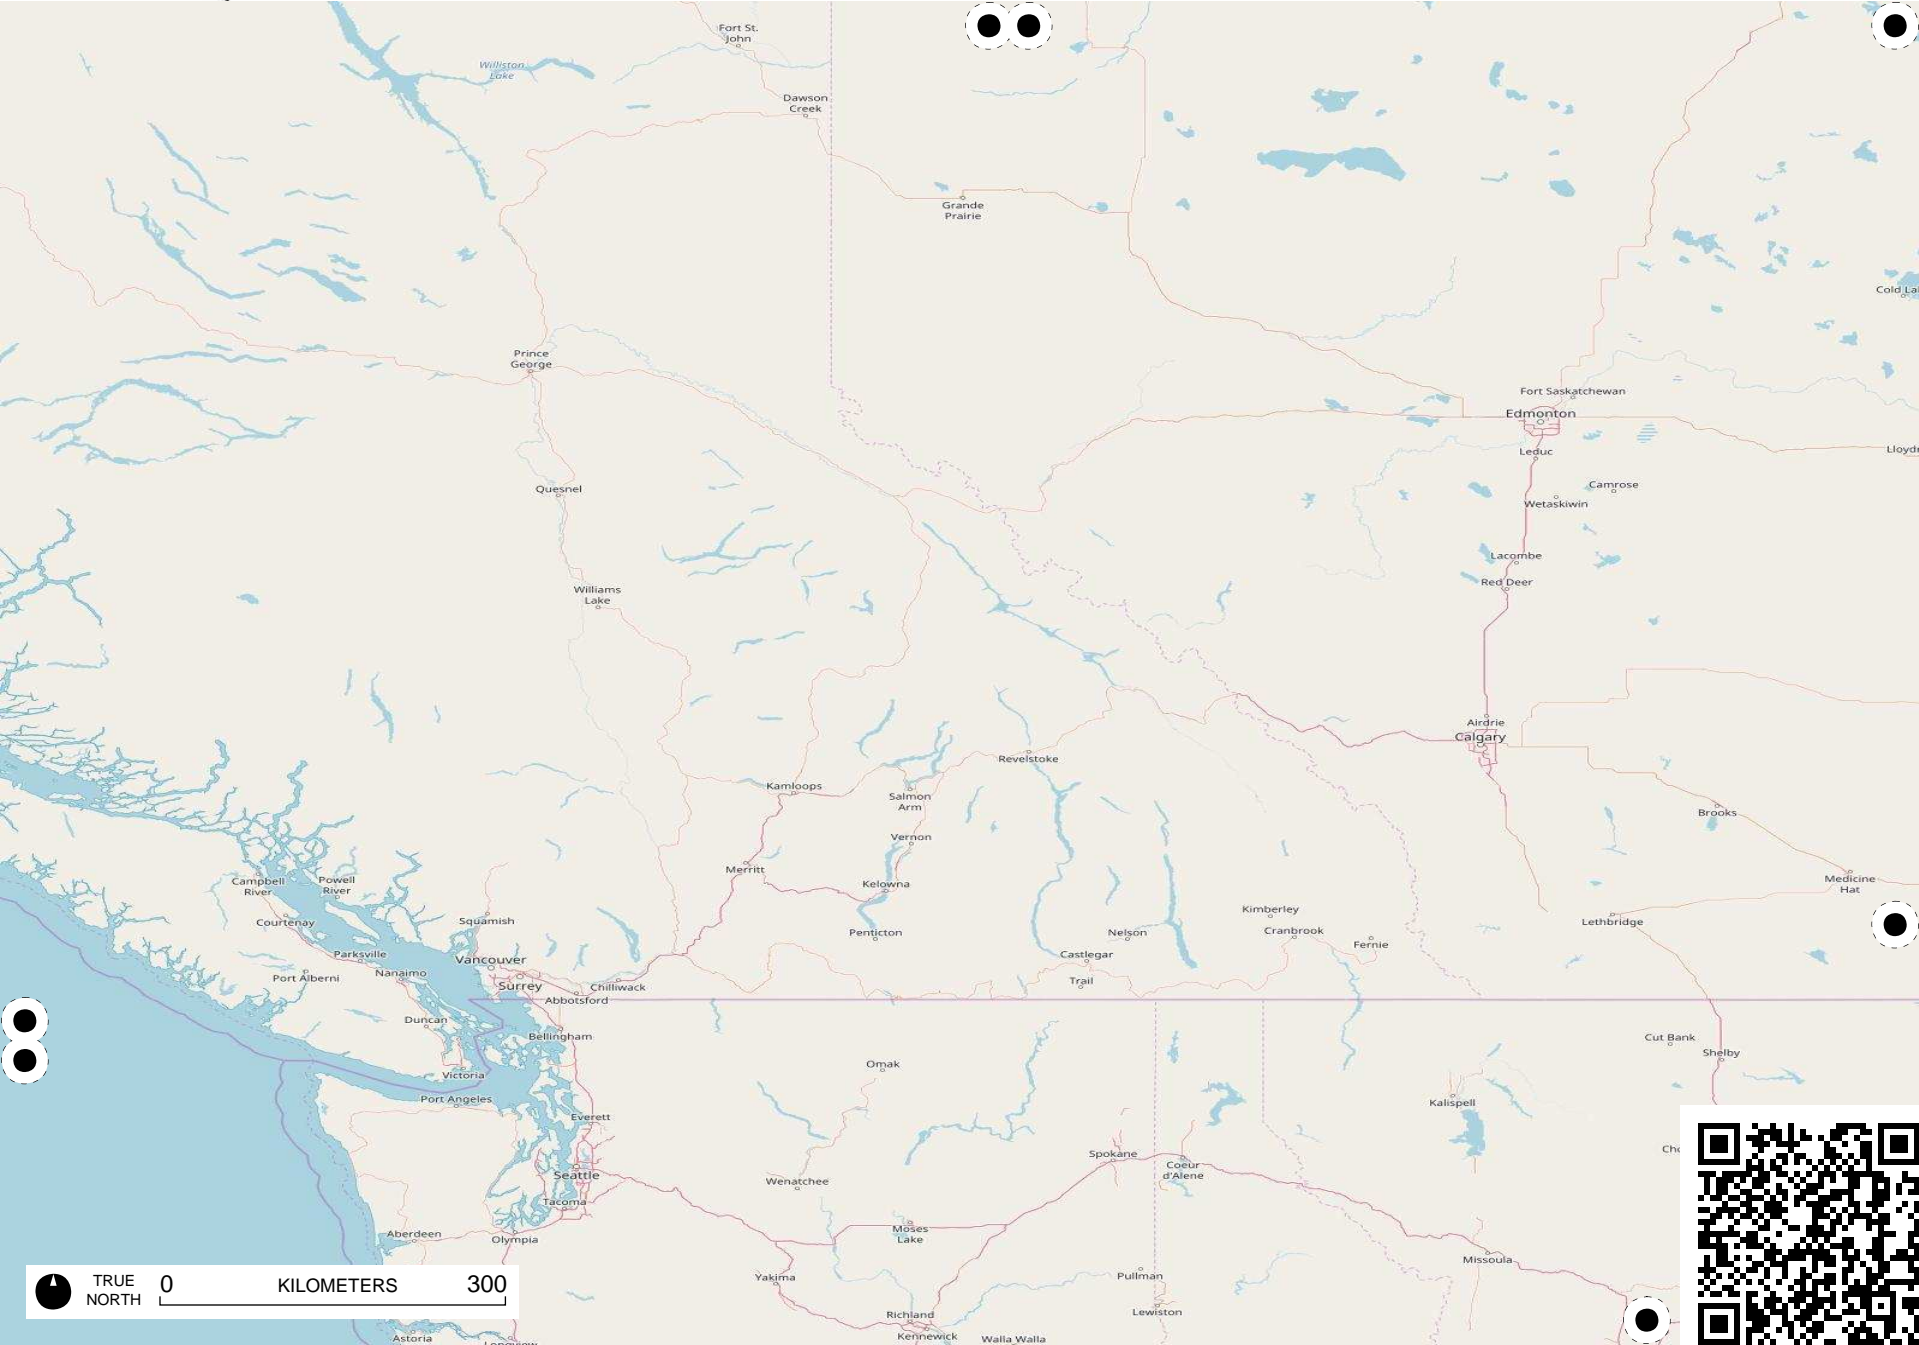 Fort St.
John
Williston
Lake
Dawson
Creek
Grande
Prairie
Prince
George
Fort Saskatchewan
Edmonton
Leduc
Camrose
Wetaskiwin
Quesnel
Lacombe
Red Deer
Williams
Lake
Airdrie
Calgary
Revelstoke
Kamloops
Salmon
Arm
Brooks
Vernon
Merritt
Kelowna
Campbell
River
Powell
River
Medicine
Hat
Courtenay
Squamish
Penticton
Nelson
Kimberley
Cranbrook
Fernie
Lethbridge
Parksville
Port Alberni
Nanaimo
Vancouver
Surrey
Chilliwack
Abbotsford
Castlegar
Trail
Duncan
Bellingham
Cut Bank
Shelby
Omak
Victoria
Port Angeles
Kalispell
Everett
Seattle
Tacoma
Wenatchee
Spokane
Coeur
d'Alene
Aberdeen
Olympia
Moses
Lake
Missoula
Yakima
Pullman
TRUE
NORTH
0 KILOMETERS 300
Richland
Lewiston
Kennewick
Walla Walla
Astoria